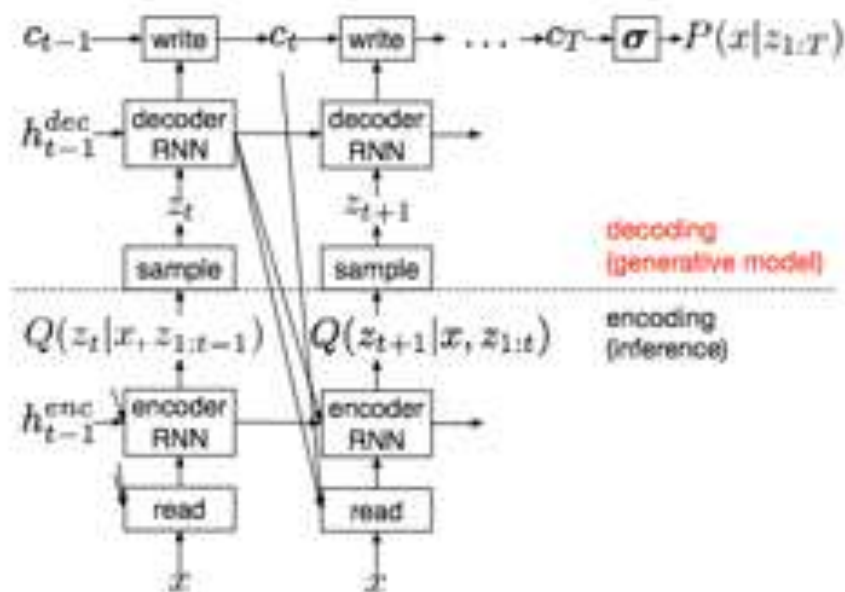 c_{t-1} write c_t write ... c_T σ P(x|z_{1:T})
h_{t-1}^{dec} decoder RNN decoder RNN
z_t z_{t+1}
decoding
(generative model)
sample sample
Q(z_t|x, z_{1:t-1}) Q(z_{t+1}|x, z_{1:t})
encoding
(inference)
h_{t-1}^{enc} encoder RNN encoder RNN
read read
x x